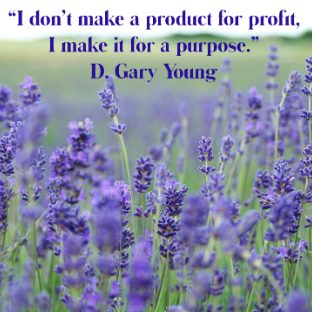 “I don’t make a product for profit,
I make it for a purpose.”
D. Gary Young